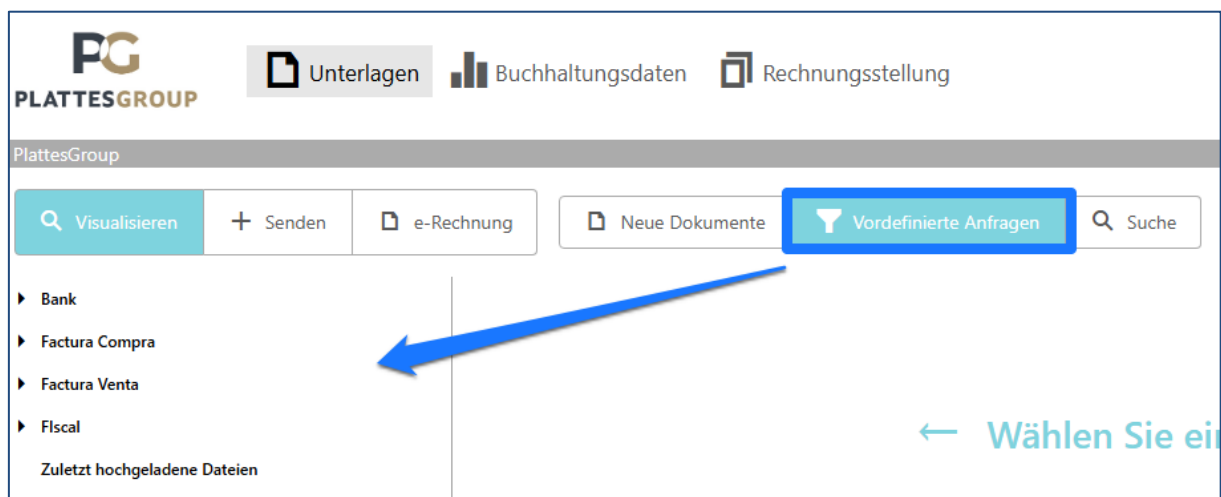 PG
PLATTESGROUP
Unterlagen Buchhaltungsdaten Rechnungsstellung
PlattesGroup
Visualisieren Senden e-Rechnung Neue Dokumente Vordefinierte Anfragen Suche
Bank
Factura Compra
Factura Venta
FIscal
Zuletzt hochgeladene Dateien
← Wählen Sie ei